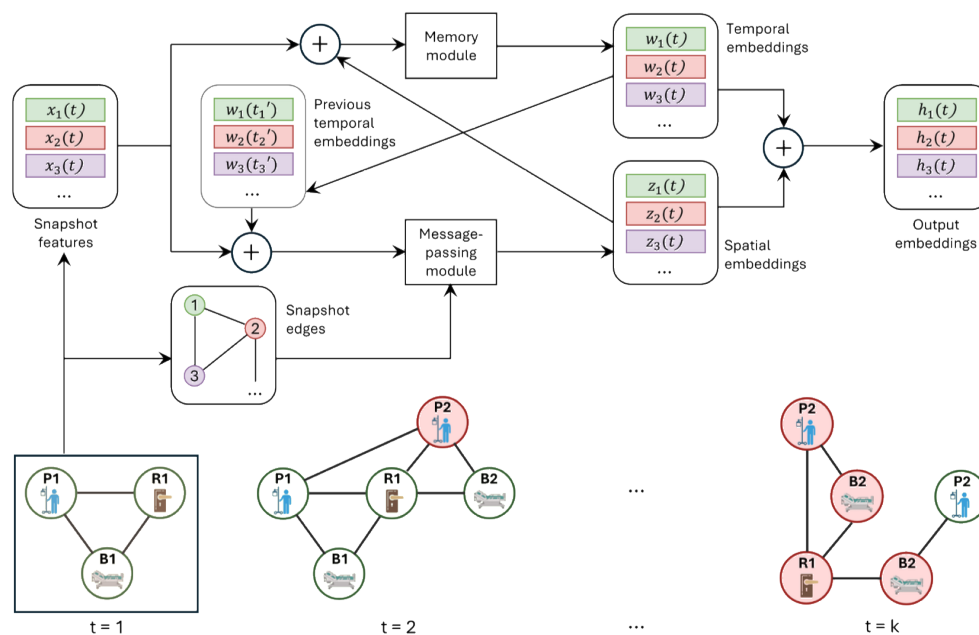 +
Memory
module
w₁(t)
w₂(t)
w₃(t)
...
Temporal
embeddings
x₁(t)
x₂(t)
x₃(t)
...
Snapshot
features
w₁(t₁′)
w₂(t₂′)
w₃(t₃′)
...
Previous
temporal
embeddings
+
h₁(t)
h₂(t)
h₃(t)
...
Output
embeddings
+
Message-
passing
module
z₁(t)
z₂(t)
z₃(t)
...
Spatial
embeddings
1
2
3
...
Snapshot
edges
P1
R1
B1
t = 1
P2
P1
R1
B2
B1
t = 2
...
...
P2
B2
P2
R1
B2
t = k